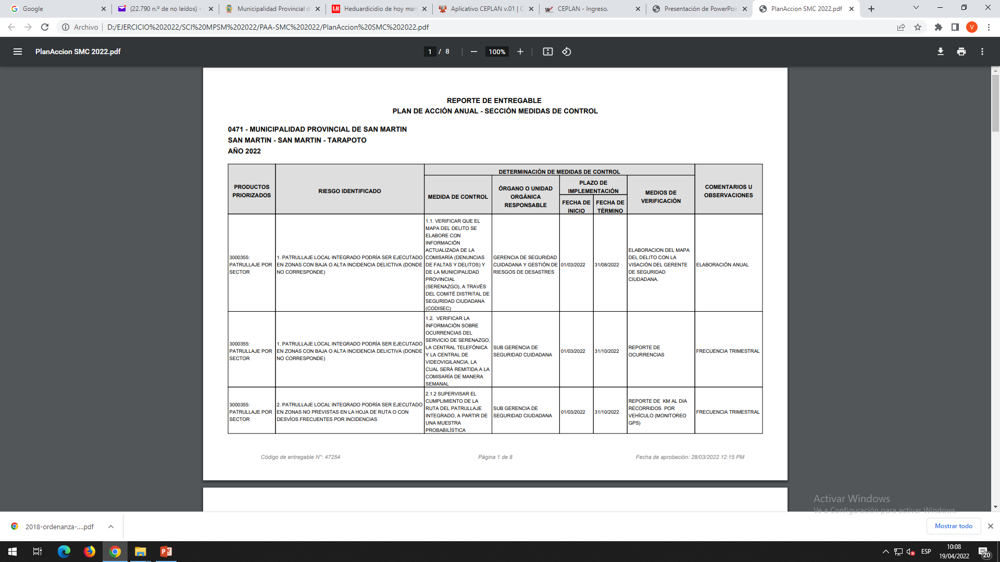 Google
(22.790 n.º de no leídos) -
Municipalidad Provincial d
Heduardicidio de hoy mar
Aplicativo CEPLAN v.01 | C
CEPLAN - Ingreso.
Presentación de PowerPoin
PlanAccion SMC 2022.pdf
Archivo
D:/EJERCICIO%202022/SCI%20MPSM%202022/PAA-SMC%202022/PlanAccion%20SMC%202022.pdf
V
PlanAccion SMC 2022.pdf
1 / 8
100%
REPORTE DE ENTREGABLE
PLAN DE ACCIÓN ANUAL - SECCIÓN MEDIDAS DE CONTROL
0471 - MUNICIPALIDAD PROVINCIAL DE SAN MARTIN
SAN MARTIN - SAN MARTIN - TARAPOTO
AÑO 2022
PRODUCTOS
PRIORIZADOS
RIESGO IDENTIFICADO
DETERMINACIÓN DE MEDIDAS DE CONTROL
MEDIDA DE CONTROL
ÓRGANO O UNIDAD
ORGÁNICA
RESPONSABLE
PLAZO DE
IMPLEMENTACIÓN
FECHA DE
INICIO
FECHA DE
TÉRMINO
MEDIOS DE
VERIFICACIÓN
COMENTARIOS U
OBSERVACIONES
3000355:
PATRULLAJE POR
SECTOR
1. PATRULLAJE LOCAL INTEGRADO PODRÍA SER EJECUTADO
EN ZONAS CON BAJA O ALTA INCIDENCIA DELICTIVA (DONDE
NO CORRESPONDE)
1.1. VERIFICAR QUE EL
MAPA DEL DELITO SE
ELABORE CON
INFORMACIÓN
ACTUALIZADA DE LA
COMISARÍA (DENUNCIAS
DE FALTAS Y DELITOS) Y
DE LA MUNICIPALIDAD
PROVINCIAL
(SERENAZGO), A TRAVÉS
DEL COMITÉ DISTRITAL DE
SEGURIDAD CIUDADANA
(CODISEC)
GERENCIA DE SEGURIDAD
CUIDADANA Y GESTIÓN DE
RIESGOS DE DESASTRES
01/03/2022
31/08/2022
ELABORACION DEL MAPA
DEL DELITO CON LA
VISACIÓN DEL GERENTE
DE SEGURIDAD
CIUDADANA.
ELABORACIÓN ANUAL
3000355:
PATRULLAJE POR
SECTOR
1. PATRULLAJE LOCAL INTEGRADO PODRÍA SER EJECUTADO
EN ZONAS CON BAJA O ALTA INCIDENCIA DELICTIVA (DONDE
NO CORRESPONDE)
1.2. VERIFICAR LA
INFORMACIÓN SOBRE
OCURRENCIAS DEL
SERVICIO DE SERENAZGO,
LA CENTRAL TELEFÓNICA
Y LA CENTRAL DE
VIDEOVIGILANCIA, LA
CUAL SERÁ REMITIDA A LA
COMISARÍA DE MANERA
SEMANAL
SUB GERENCIA DE
SEGURIDAD CUIDADANA
01/03/2022
31/10/2022
REPORTE DE
OCURRENCIAS
FRECUENCIA TRIMESTRAL
3000355:
PATRULLAJE POR
SECTOR
2. PATRULLAJE LOCAL INTEGRADO PODRÍA SER EJECUTADO
EN ZONAS NO PREVISTAS EN LA HOJA DE RUTA O CON
DESVÍOS FRECUENTES POR INCIDENCIAS
2.1.2 SUPERVISAR EL
CUMPLIMIENTO DE LA
RUTA DEL PATRULLAJE
INTEGRADO, A PARTIR DE
UNA MUESTRA
PROBABILÍSTICA
SUB GERENCIA DE
SEGURIDAD CIUDADANA
01/03/2022
31/10/2022
REPORTE DE KM AL DIA
RECORRIDOS POR
VEHÍCULO (MONITOREO
GPS)
FRECUENCIA TRIMESTRAL
Código de entregable N°: 47254
Página 1 de 8
Fecha de aprobación: 28/03/2022 12:15 PM
Activar Windows
Ve a Configuración para activar Windows.
2018-ordenanza-....pdf
Mostrar todo
ESP
10:08
19/04/2022
20